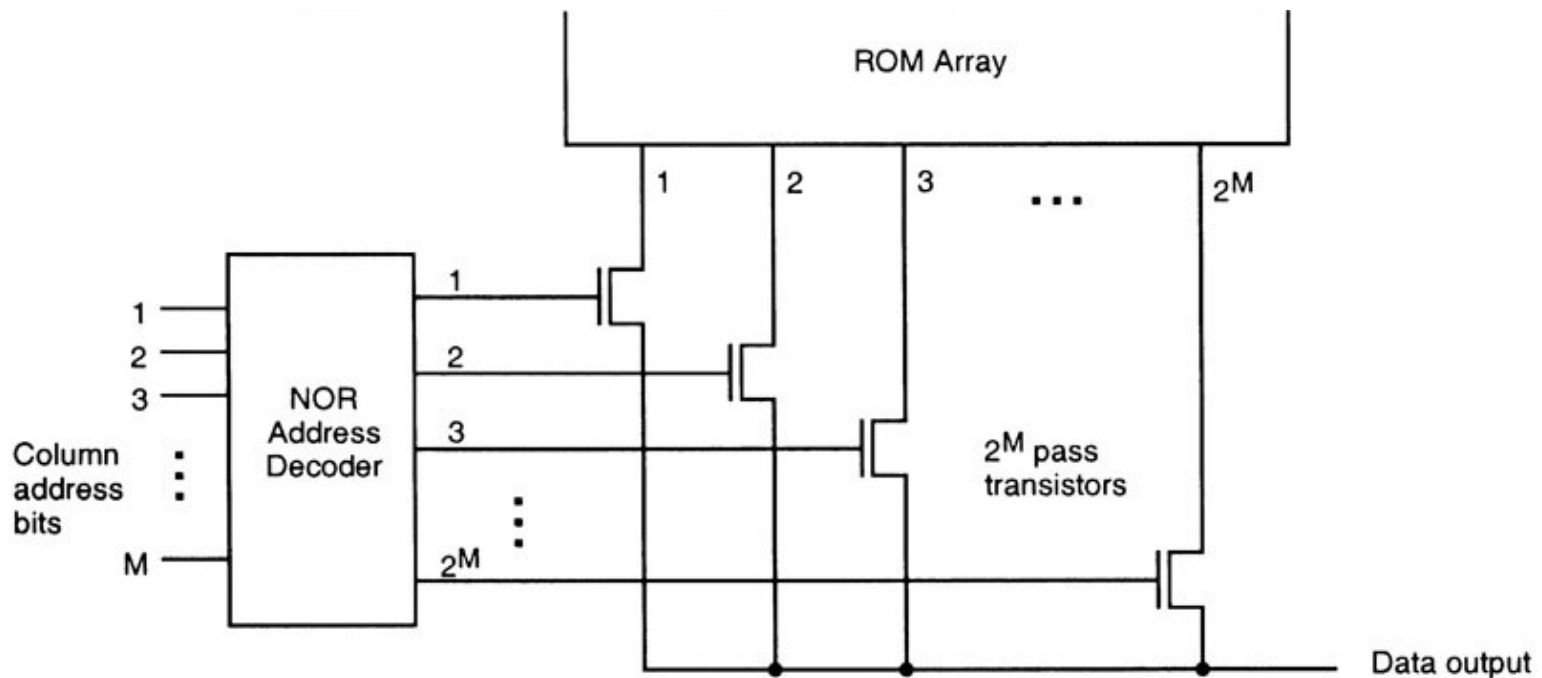 ROM Array
1
2
3
2^M
1
2
3
M
Column
address
bits
NOR
Address
Decoder
1
2
3
2^M
2^M pass
transistors
Data output